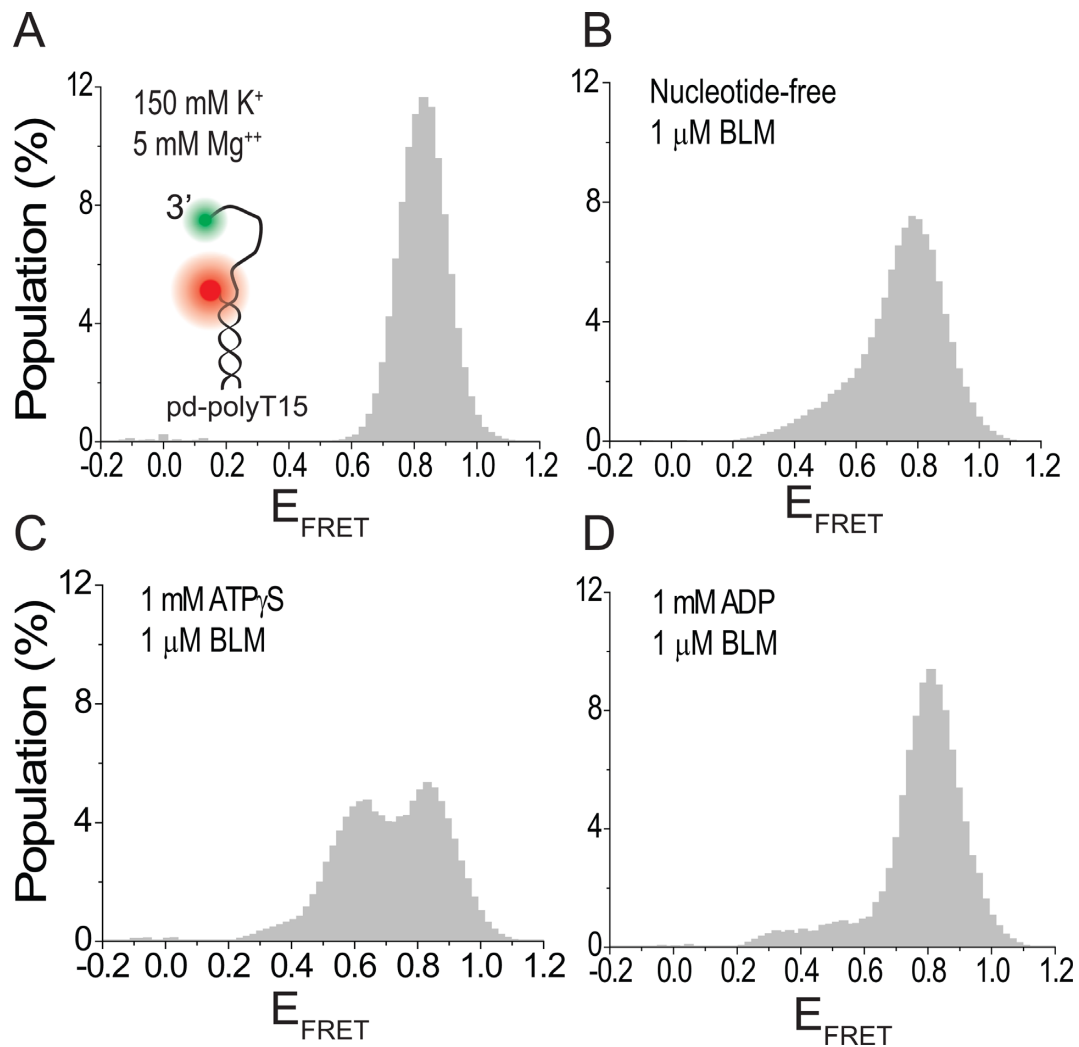 A
Population (%)
12
8
4
0
150 mM K⁺
5 mM Mg⁺⁺
3’
pd-polyT15
-0.2 0.0 0.2 0.4 0.6 0.8 1.0 1.2
E_FRET
B
12
8
4
0
Nucleotide-free
1 μM BLM
-0.2 0.0 0.2 0.4 0.6 0.8 1.0 1.2
E_FRET
C
Population (%)
12
8
4
0
1 mM ATPγS
1 μM BLM
-0.2 0.0 0.2 0.4 0.6 0.8 1.0 1.2
E_FRET
D
12
8
4
0
1 mM ADP
1 μM BLM
-0.2 0.0 0.2 0.4 0.6 0.8 1.0 1.2
E_FRET